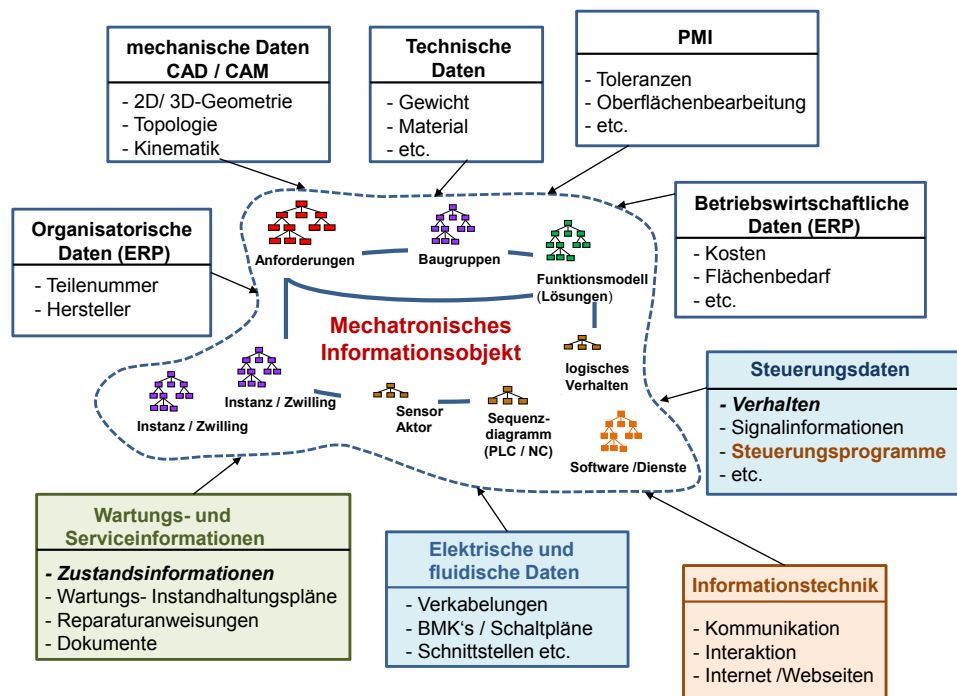 mechanische Daten
CAD / CAM
- 2D/ 3D-Geometrie
- Topologie
- Kinematik
Technische
Daten
- Gewicht
- Material
- etc.
PMI
- Toleranzen
- Oberflächenbearbeitung
- etc.
Organisatorische
Daten (ERP)
- Teilenummer
- Hersteller
Betriebswirtschaftliche
Daten (ERP)
- Kosten
- Flächenbedarf
- etc.
Anforderungen
Baugruppen
Funktionsmodell
(Lösungen)
Mechatronisches
Informationsobjekt
logisches
Verhalten
Instanz / Zwilling
Instanz / Zwilling
Sensor
Aktor
Sequenz-
diagramm
(PLC / NC)
Software /Dienste
Steuerungsdaten
- Verhalten
- Signalinformationen
- Steuerungsprogramme
- etc.
Wartungs- und
Serviceinformationen
- Zustandsinformationen
- Wartungs- Instandhaltungspläne
- Reparaturanweisungen
- Dokumente
Elektrische und
fluidische Daten
- Verkabelungen
- BMK‘s / Schaltpläne
- Schnittstellen etc.
Informationstechnik
- Kommunikation
- Interaktion
- Internet /Webseiten